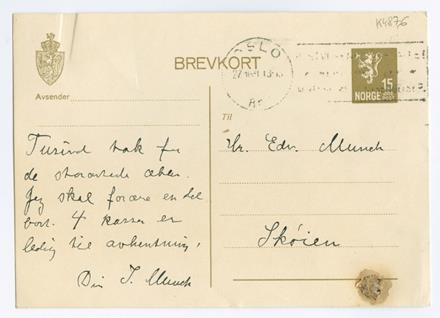 K4876
BREVKORT
OSLO
NORGE 15
Avsender
Til
Tusind tak for
de storartede æbler.
Jeg skal forære en del
bort. 4 kasser er
ledig til avhentning.
Din I. Munch
Hr. Edv. Munch
Skøien